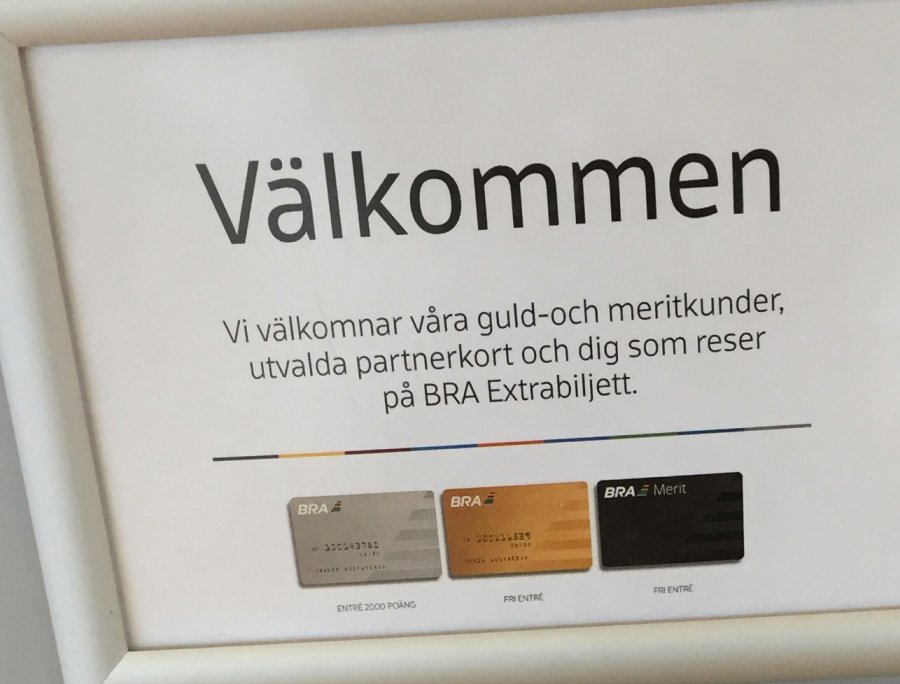 Välkommen
Vi välkomnar våra guld-och meritkunder,
utvalda partnerkort och dig som reser
på BRA Extrabiljett.
BRA
BRA
BRA Merit
ENTRÉ 2000 POÄNG
FRI ENTRÉ
FRI ENTRÉ